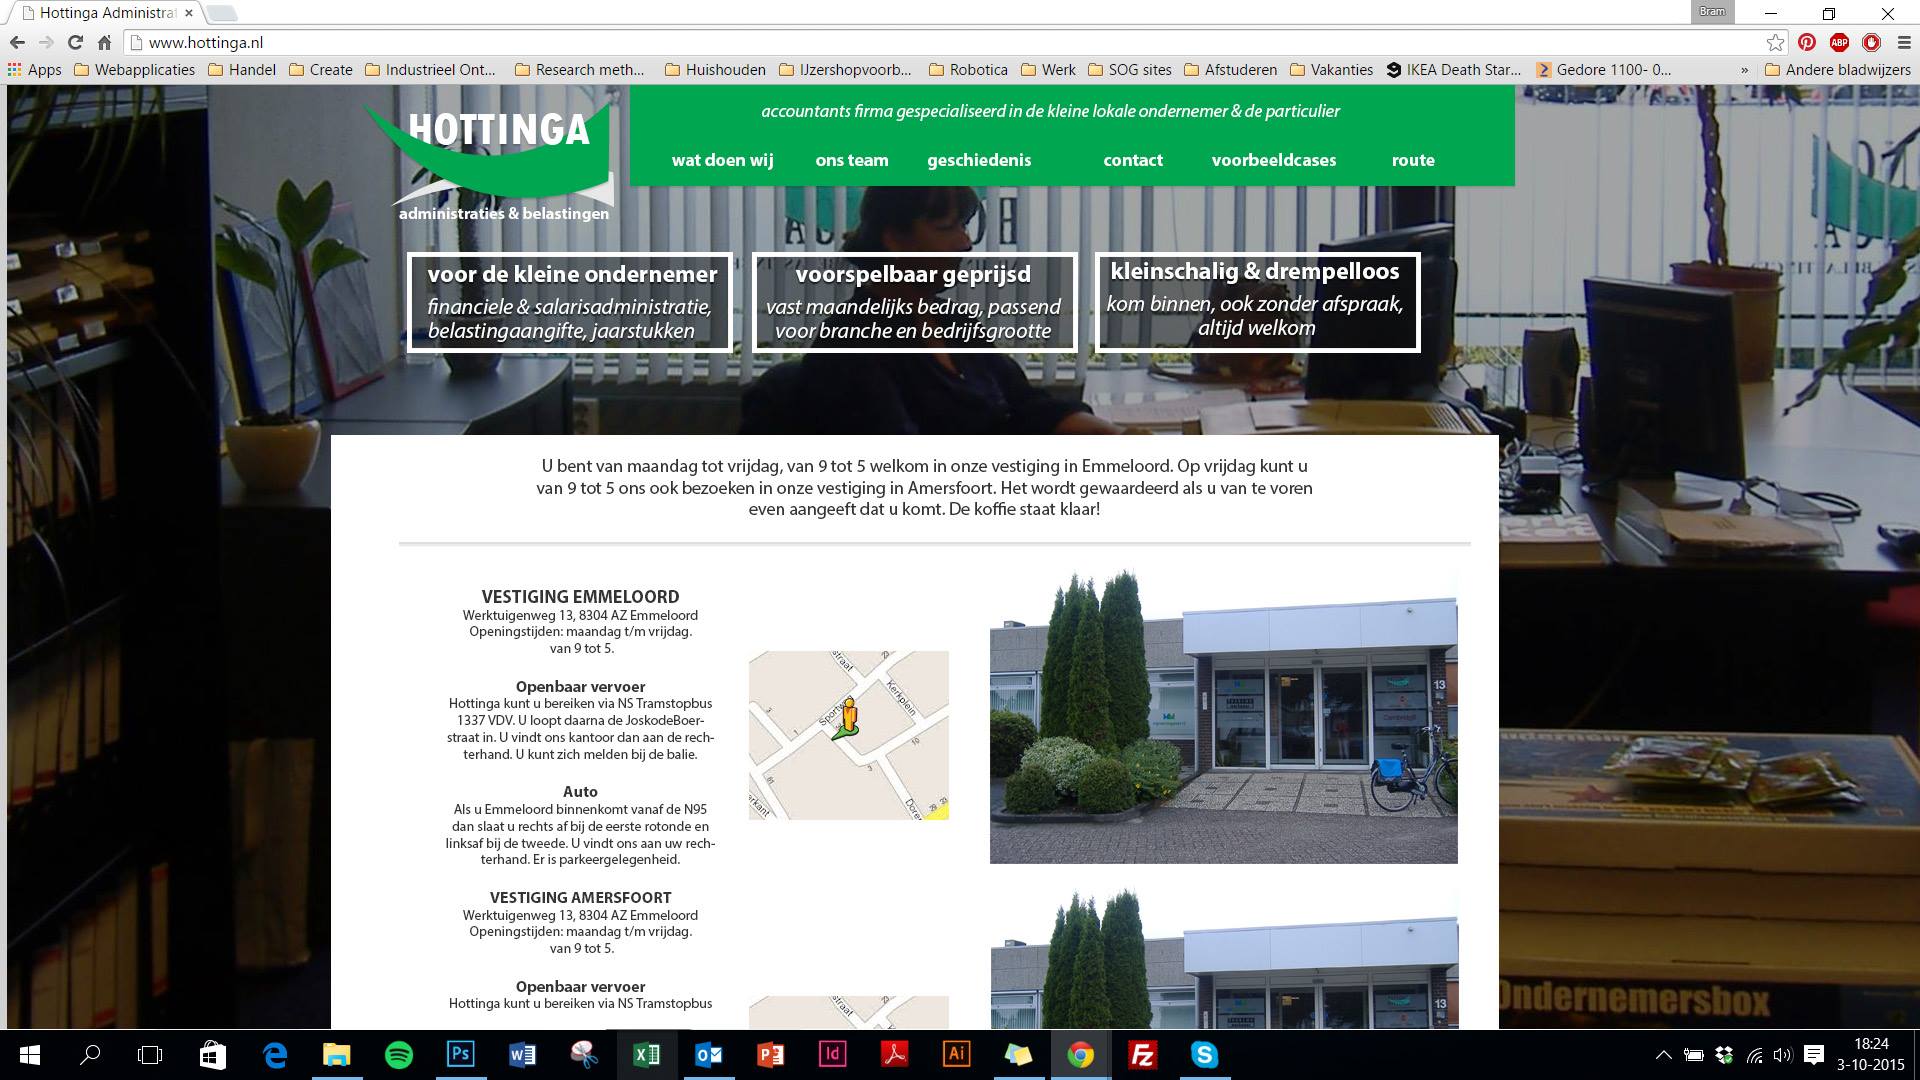 Hottinga Administrat
Bram
www.hottinga.nl
ABP
Apps
Webapplicaties
Handel
Create
Industrieel Ont...
Research meth...
Huishouden
IJzershopvoorb...
Robotica
Werk
SOG sites
Afstuderen
Vakanties
IKEA Death Star...
Gedore 1100- 0...
»
Andere bladwijzers
HOTTINGA
administraties & belastingen
accountants firma gespecialiseerd in de kleine lokale ondernemer & de particulier
wat doen wij
ons team
geschiedenis
contact
voorbeeldcases
route
voor de kleine ondernemer
financiele & salarisadministratie,
belastingaangifte, jaarstukken
voorspelbaar geprijsd
vast maandelijks bedrag, passend
voor branche en bedrijfsgrootte
kleinschalig & drempelloos
kom binnen, ook zonder afspraak,
altijd welkom
U bent van maandag tot vrijdag, van 9 tot 5 welkom in onze vestiging in Emmeloord. Op vrijdag kunt u
van 9 tot 5 ons ook bezoeken in onze vestiging in Amersfoort. Het wordt gewaardeerd als u van te voren
even aangeeft dat u komt. De koffie staat klaar!
VESTIGING EMMELOORD
Werktuigenweg 13, 8304 AZ Emmeloord
Openingstijden: maandag t/m vrijdag.
van 9 tot 5.
Openbaar vervoer
Hottinga kunt u bereiken via NS Tramstopbus
1337 VDV. U loopt daarna de JoskodeBoer-
straat in. U vindt ons kantoor dan aan de rech-
terhand. U kunt zich melden bij de balie.
Auto
Als u Emmeloord binnenkomt vanaf de N95
dan slaat u rechts af bij de eerste rotonde en
linksaf bij de tweede. U vindt ons aan uw rech-
terhand. Er is parkeergelegenheid.
Kerkplein
13
VESTIGING AMERSFOORT
Werktuigenweg 13, 8304 AZ Emmeloord
Openingstijden: maandag t/m vrijdag.
van 9 tot 5.
Openbaar vervoer
Hottinga kunt u bereiken via NS Tramstopbus
13
Ondernemersbox
18:24
3-10-2015